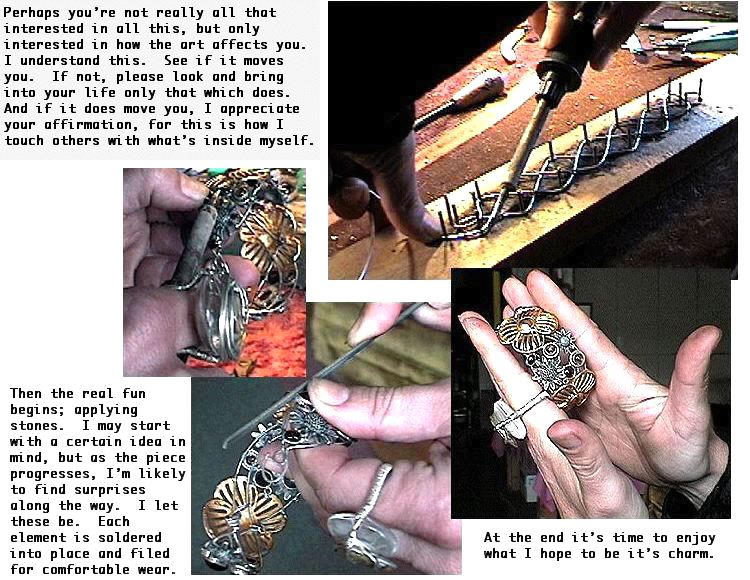 Perhaps you're not really all that
interested in all this, but only
interested in how the art affects you.
I understand this.  See if it moves
you.  If not, please look and bring
into your life only that which does.
And if it does move you, I appreciate
your affirmation, for this is how I
touch others with what's inside myself.
Then the real fun
begins; applying
stones.  I may start
with a certain idea in
mind, but as the piece
progresses, I'm likely
to find surprises
along the way.  I let
these be.  Each
element is soldered
into place and filed
for comfortable wear.
At the end it's time to enjoy
what I hope to be it's charm.